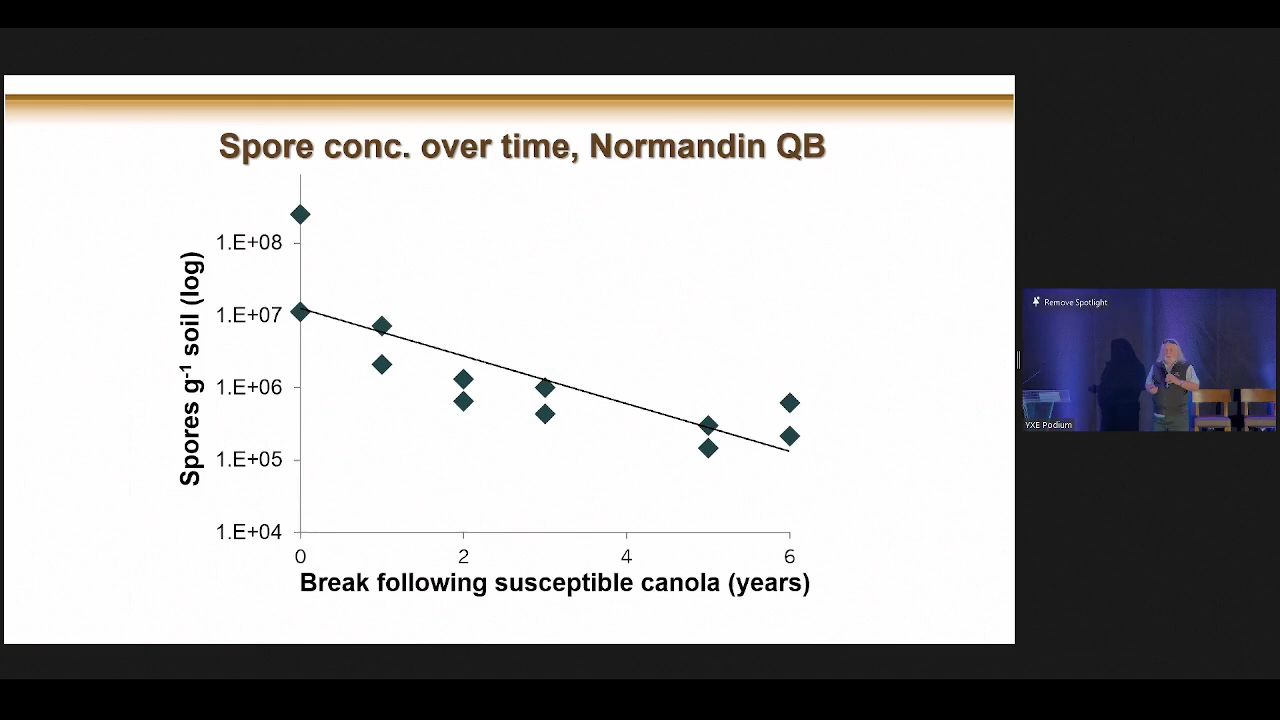 Spore conc. over time, Normandin QB
Spores g-1 soil (log)
1.E+08
1.E+07
1.E+06
1.E+05
1.E+04
0 2 4 6
Break following susceptible canola (years)
Remove Spotlight
YXE Podium